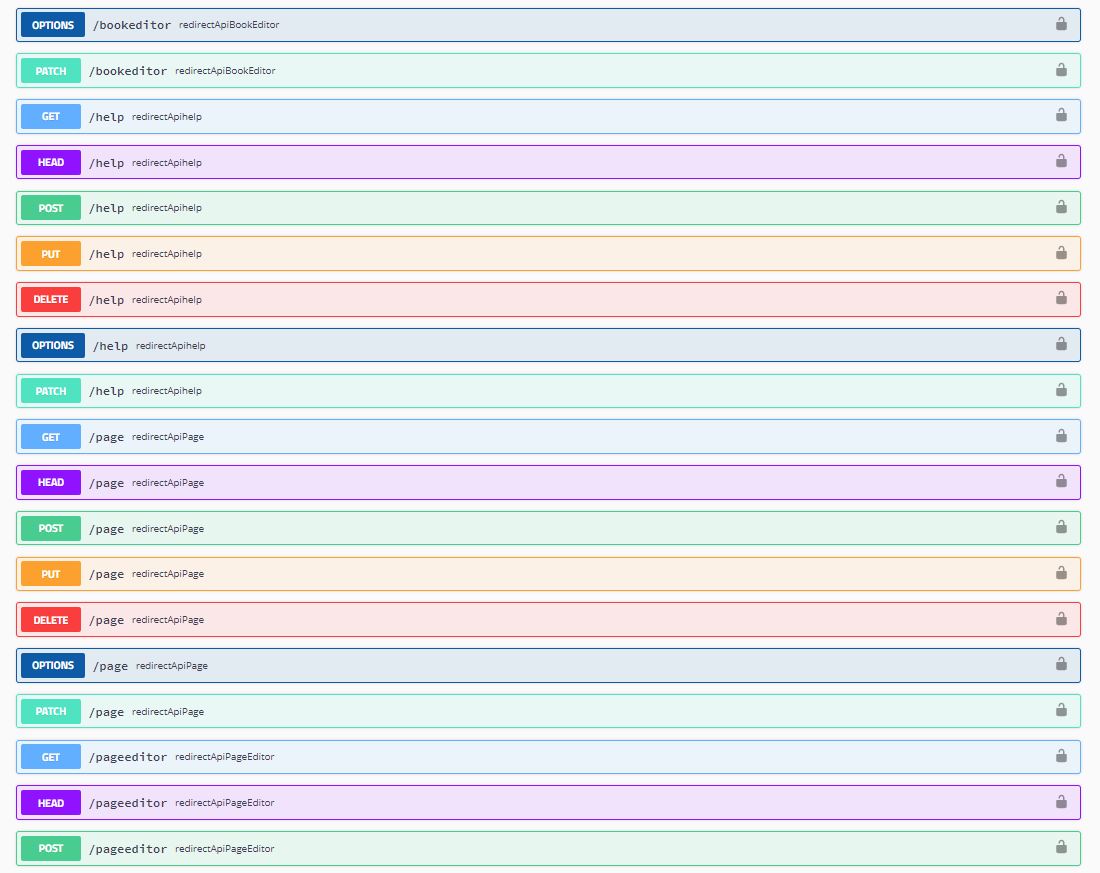 OPTIONS /bookeditor redirectApiBookEditor
PATCH /bookeditor redirectApiBookEditor
GET /help redirectApihelp
HEAD /help redirectApihelp
POST /help redirectApihelp
PUT /help redirectApihelp
DELETE /help redirectApihelp
OPTIONS /help redirectApihelp
PATCH /help redirectApihelp
GET /page redirectApiPage
HEAD /page redirectApiPage
POST /page redirectApiPage
PUT /page redirectApiPage
DELETE /page redirectApiPage
OPTIONS /page redirectApiPage
PATCH /page redirectApiPage
GET /pageeditor redirectApiPageEditor
HEAD /pageeditor redirectApiPageEditor
POST /pageeditor redirectApiPageEditor